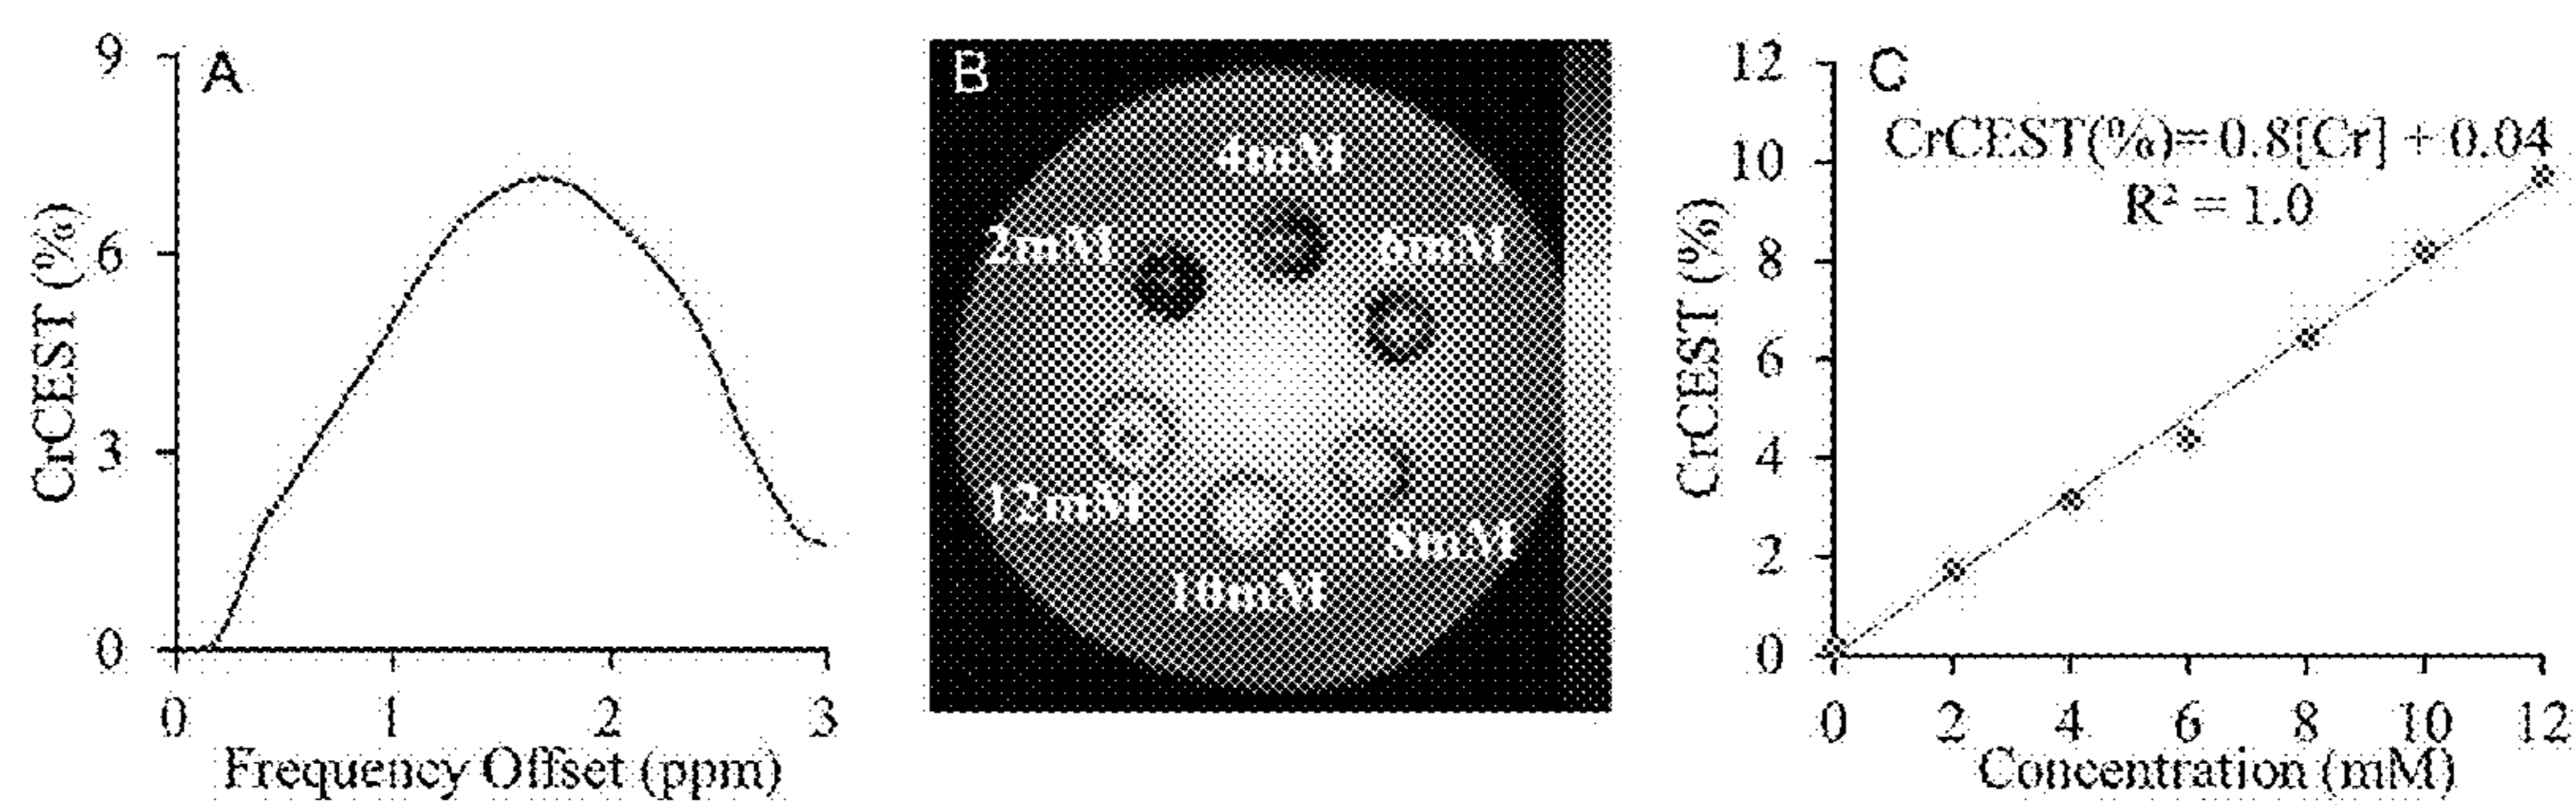 A
9
6
3
0
CrCEST (%)
0 1 2 3
Frequency Offset (ppm)
B
4mM
2mM
6mM
12mM
8mM
10mM
C
12
10
8
6
4
2
0
CrCEST (%)
CrCEST(%)= 0.8[Cr] + 0.04
R² = 1.0
0 2 4 6 8 10 12
Concentration (mM)